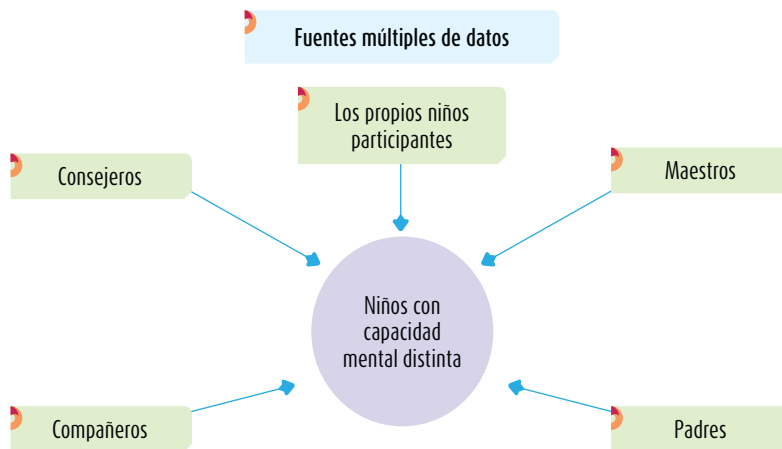 Fuentes múltiples de datos
Los propios niños
participantes
Consejeros
Maestros
Niños con
capacidad
mental distinta
Compañeros
Padres